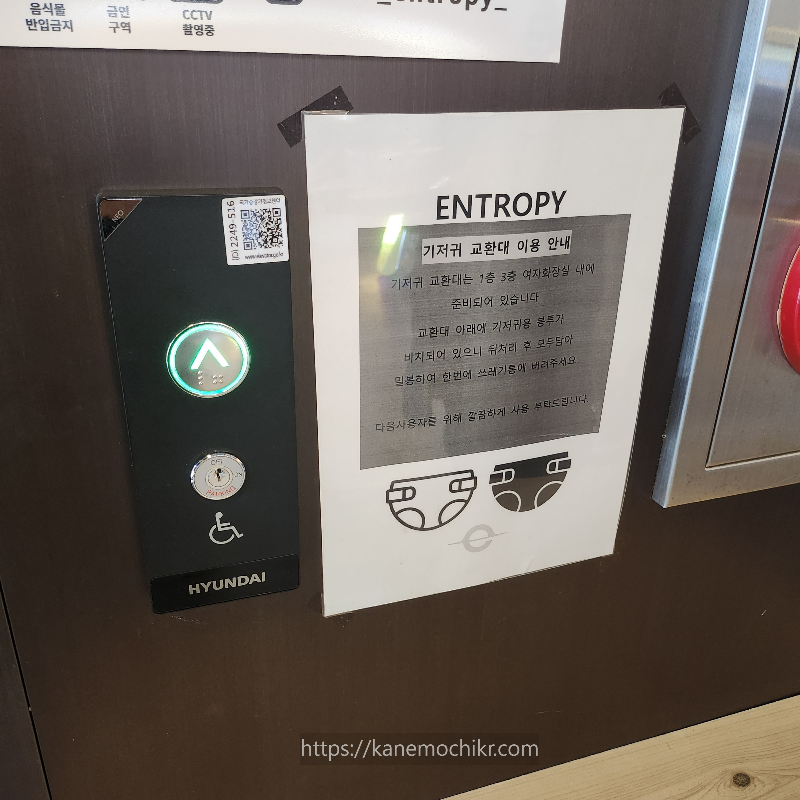 음식물
반입금지
금연
구역
CCTV
촬영중
_entropy_
NEO
(ID) 2249-516
ENTROPY
기저귀 교환대 이용 안내
기저귀 교환대는 1층 3층 여자화장실 내에
준비되어 있습니다
교환대 아래에 기저귀용 봉투가
비치되어 있으니 뒤처리 후 모두담아
밀봉하여 한번에 쓰레기통에 버려주세요
다음사용자를 위해 깔끔하게 사용 부탁드립니다.
PARKING
HYUNDAI
https://kanemochikr.com